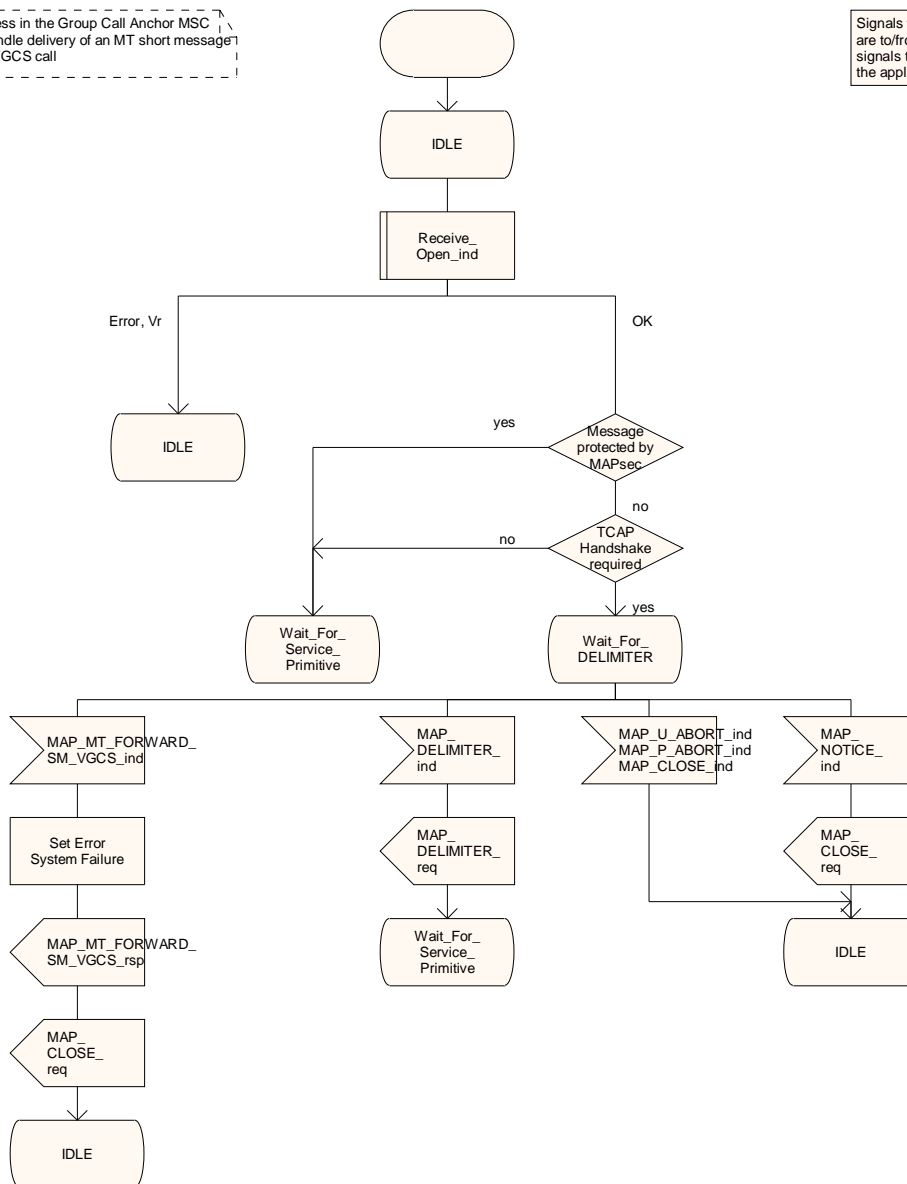 ess in the Group Call Anchor MSC
ndle delivery of an MT short message
GCS call
Signals
are to/fro
signals t
the appl
IDLE
Receive_
Open_ind
Error, Vr
OK
IDLE
yes
Message
protected by
MAPsec
no
no
TCAP
Handshake
required
yes
Wait_For_
Service_
Primitive
Wait_For_
DELIMITER
MAP_MT_FORWARD_
SM_VGCS_ind
MAP_
DELIMITER_
ind
MAP_U_ABORT_ind
MAP_P_ABORT_ind
MAP_CLOSE_ind
MAP_
NOTICE_
ind
Set Error
System Failure
MAP_
DELIMITER_
req
MAP_
CLOSE_
req
MAP_MT_FORWARD_
SM_VGCS_rsp
Wait_For_
Service_
Primitive
IDLE
MAP_
CLOSE_
req
IDLE